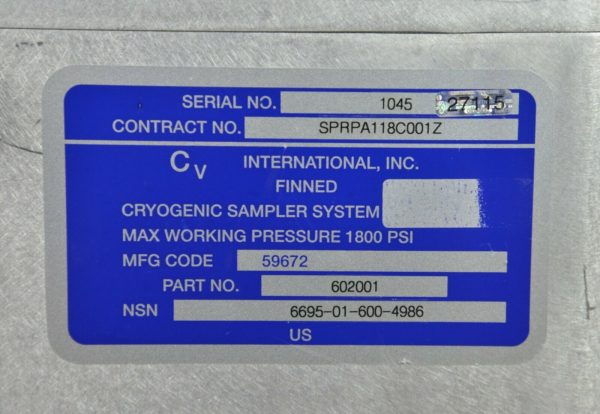 SERIAL NO. 1045 27115
CONTRACT NO. SPRPA118C001Z
CV INTERNATIONAL, INC.
FINNED
CRYOGENIC SAMPLER SYSTEM
MAX WORKING PRESSURE 1800 PSI
MFG CODE 59672
PART NO. 602001
NSN 6695-01-600-4986
US